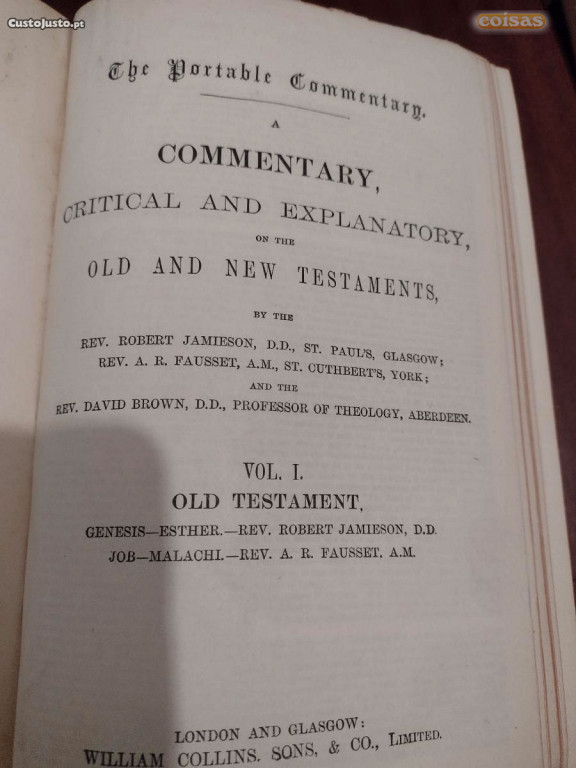 CustoJusto.pt
coisas
The Portable Commentary.
A
COMMENTARY,
CRITICAL AND EXPLANATORY,
ON THE
OLD AND NEW TESTAMENTS,
BY THE
REV. ROBERT JAMIESON, D.D., ST. PAUL'S, GLASGOW;
REV. A. R. FAUSSET, A.M., ST. CUTHBERT'S, YORK;
AND THE
REV. DAVID BROWN, D.D., PROFESSOR OF THEOLOGY, ABERDEEN.
VOL. I.
OLD TESTAMENT.
GENESIS—ESTHER.—REV. ROBERT JAMIESON, D.D.
JOB—MALACHI.—REV. A. R. FAUSSET, A.M.
LONDON AND GLASGOW:
WILLIAM COLLINS, SONS, & CO., LIMITED.